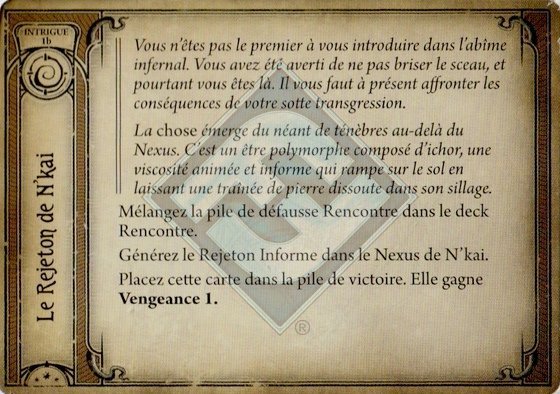 INTRIGUE
1b
Le Rejeton de N'kai
Vous n'êtes pas le premier à vous introduire dans l'abîme
infernal. Vous avez été averti de ne pas briser le sceau, et
pourtant vous êtes là. Il vous faut à présent affronter les
conséquences de votre sotte transgression.
La chose émerge du néant de ténèbres au-delà du
Nexus. C'est un être polymorphe composé d'ichor, une
viscosité animée et informe qui rampe sur le sol en
laissant une traînée de pierre dissoute dans son sillage.
Mélangez la pile de défausse Rencontre dans le deck
Rencontre.
Générez le Rejeton Informe dans le Nexus de N'kai.
Placez cette carte dans la pile de victoire. Elle gagne
Vengeance 1.
®